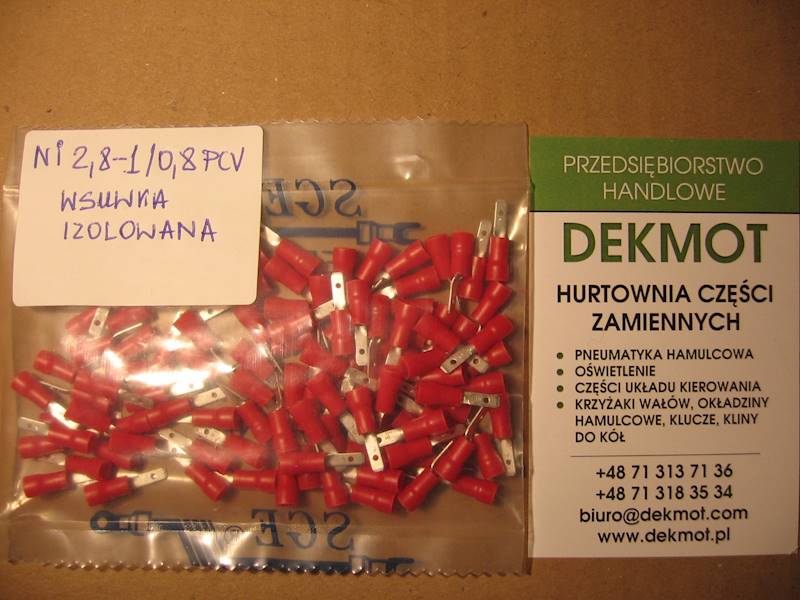 Ni 2,8-1/0,8 PCV
WSUWKA
IZOLOWANA
SGE
SGE
PRZEDSIĘBIORSTWO
HANDLOWE
DEKMOT
HURTOWNIA CZĘŚCI
ZAMIENNYCH
• PNEUMATYKA HAMULCOWA
• OŚWIETLENIE
• CZĘŚCI UKŁADU KIEROWANIA
• KRZYŻAKI WAŁÓW, OKŁADZINY
HAMULCOWE, KLUCZE, KLINY
DO KÓŁ
+48 71 313 71 36
+48 71 318 35 34
biuro@dekmot.com
www.dekmot.pl